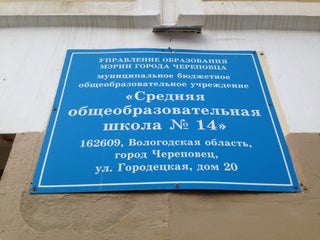 УПРАВЛЕНИЕ ОБРАЗОВАНИЯ
МЭРИИ ГОРОДА ЧЕРЕПОВЦА
муниципальное бюджетное
общеобразовательное учреждение
«Средняя
общеобразовательная
школа № 14»
162609, Вологодская область,
город Череповец,
ул. Городецкая, дом 20